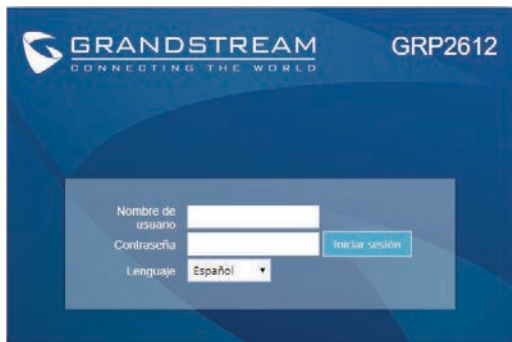 GRANDSTREAM
CONNECTING THE WORLD
GRP2612
Nombre de
usuario
Contraseña
Iniciar sesión
Lenguaje
Español